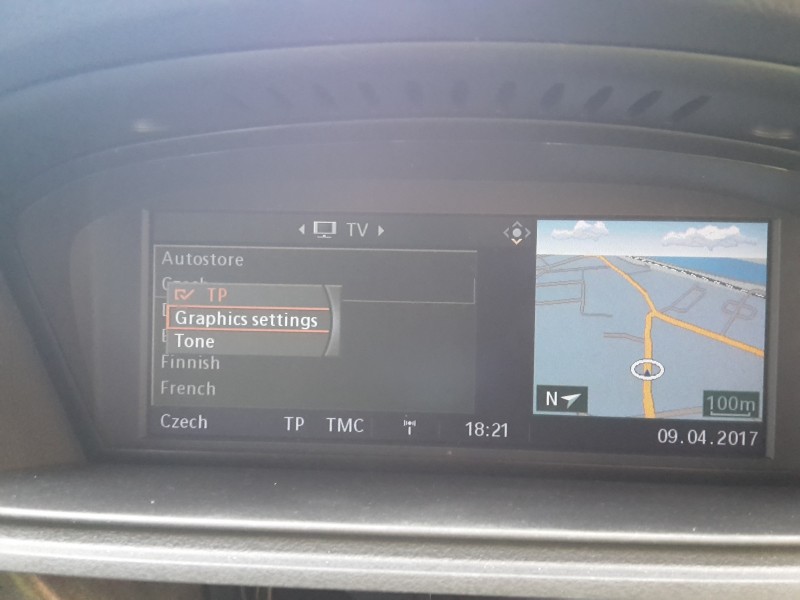 TV
Autostore
TP
Graphics settings
Tone
Finnish
French
Czech TP TMC 18:21
N
100m
09.04.2017